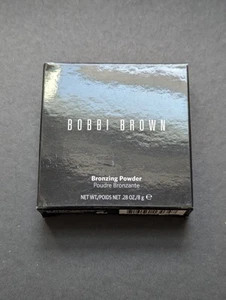 BOBBI BROWN
Bronzing Powder
Poudre Bronzante
NET WT./POIDS NET .28 OZ/8 g ℮